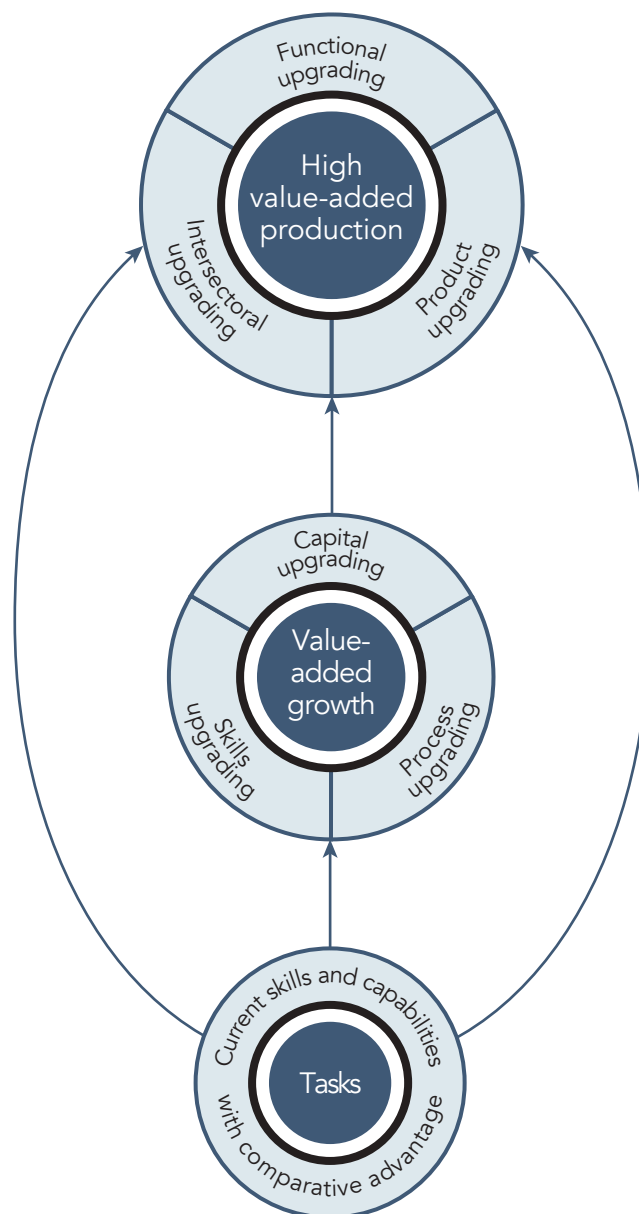 Functional
upgrading
High
value-added
production
Intersectoral
upgrading
Product
upgrading
Capital
upgrading
Value-
added
growth
Skills
upgrading
Process
upgrading
Current skills and capabilities
Tasks
with comparative advantage